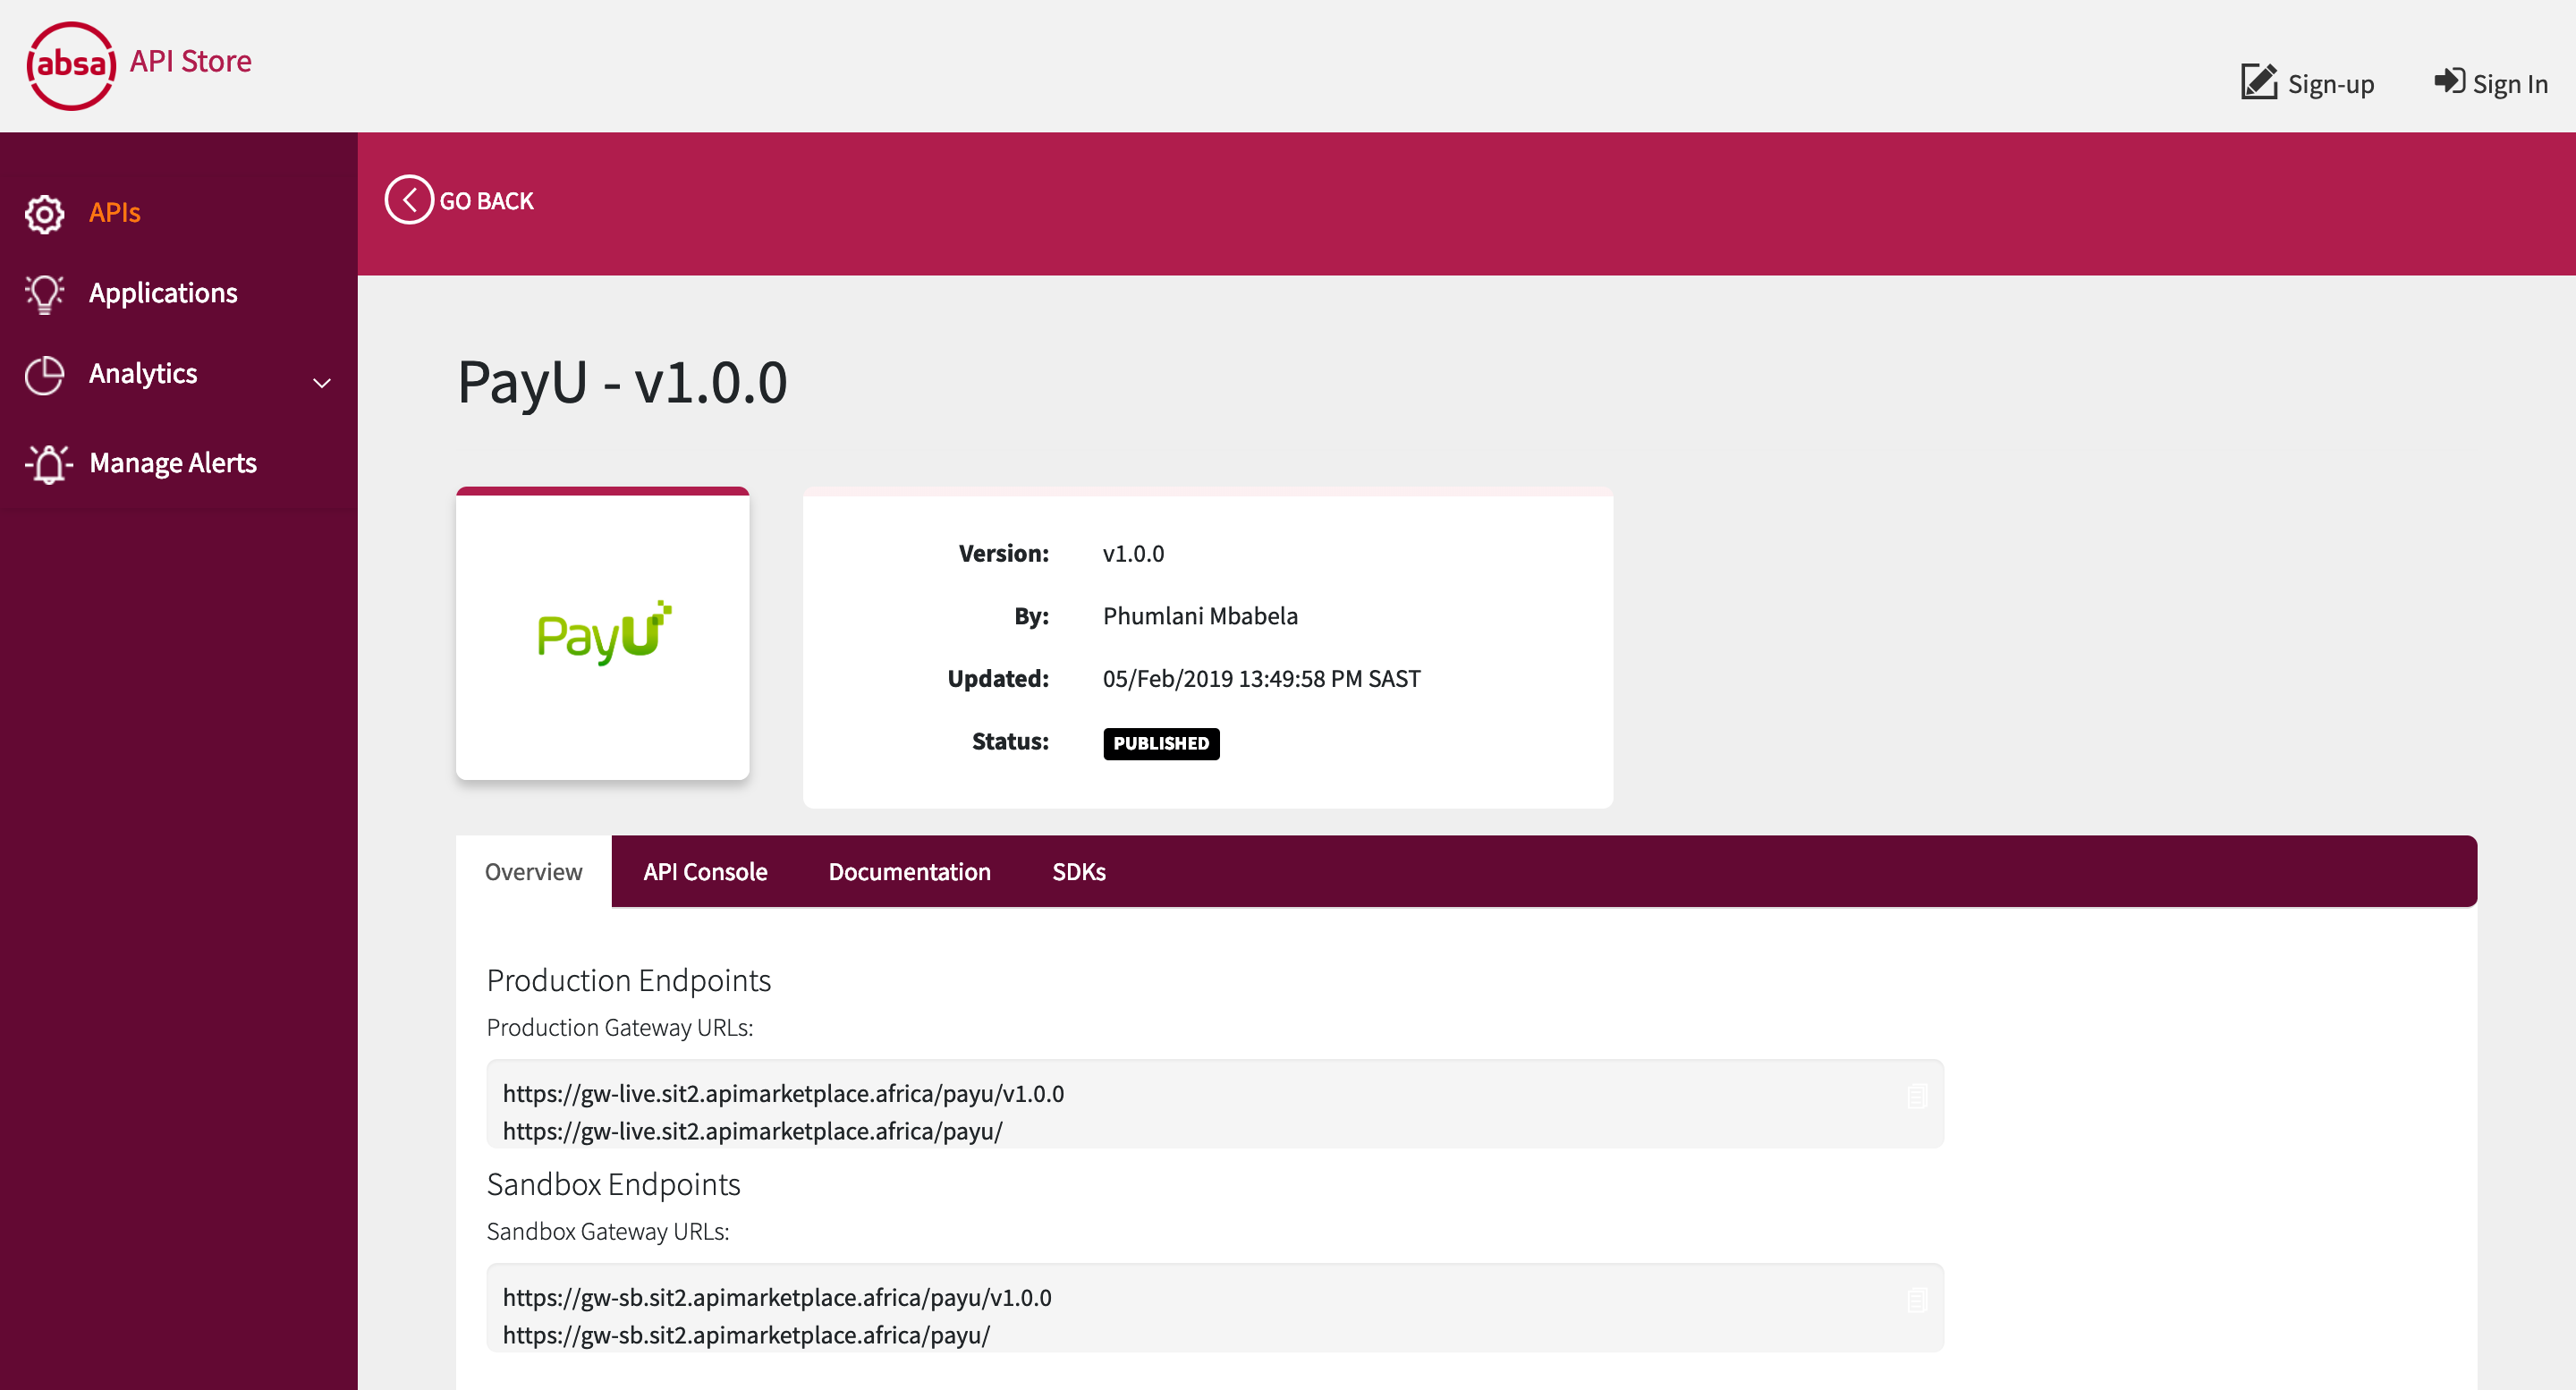 absa API Store
Sign-up
Sign In
APIs
Applications
Analytics
Manage Alerts
GO BACK
PayU - v1.0.0
PayU
Version: v1.0.0
By: Phumlani Mbabela
Updated: 05/Feb/2019 13:49:58 PM SAST
Status: PUBLISHED
Overview API Console Documentation SDKs
Production Endpoints
Production Gateway URLs:
https://gw-live.sit2.apimarketplace.africa/payu/v1.0.0
https://gw-live.sit2.apimarketplace.africa/payu/
Sandbox Endpoints
Sandbox Gateway URLs:
https://gw-sb.sit2.apimarketplace.africa/payu/v1.0.0
https://gw-sb.sit2.apimarketplace.africa/payu/